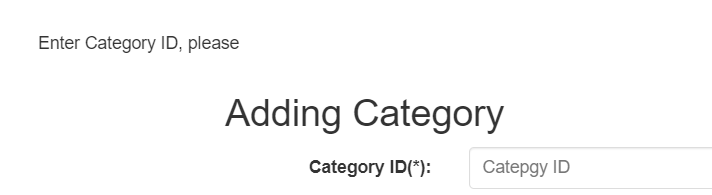 Enter Category ID, please
Adding Category
Category ID(*): Catepgy ID